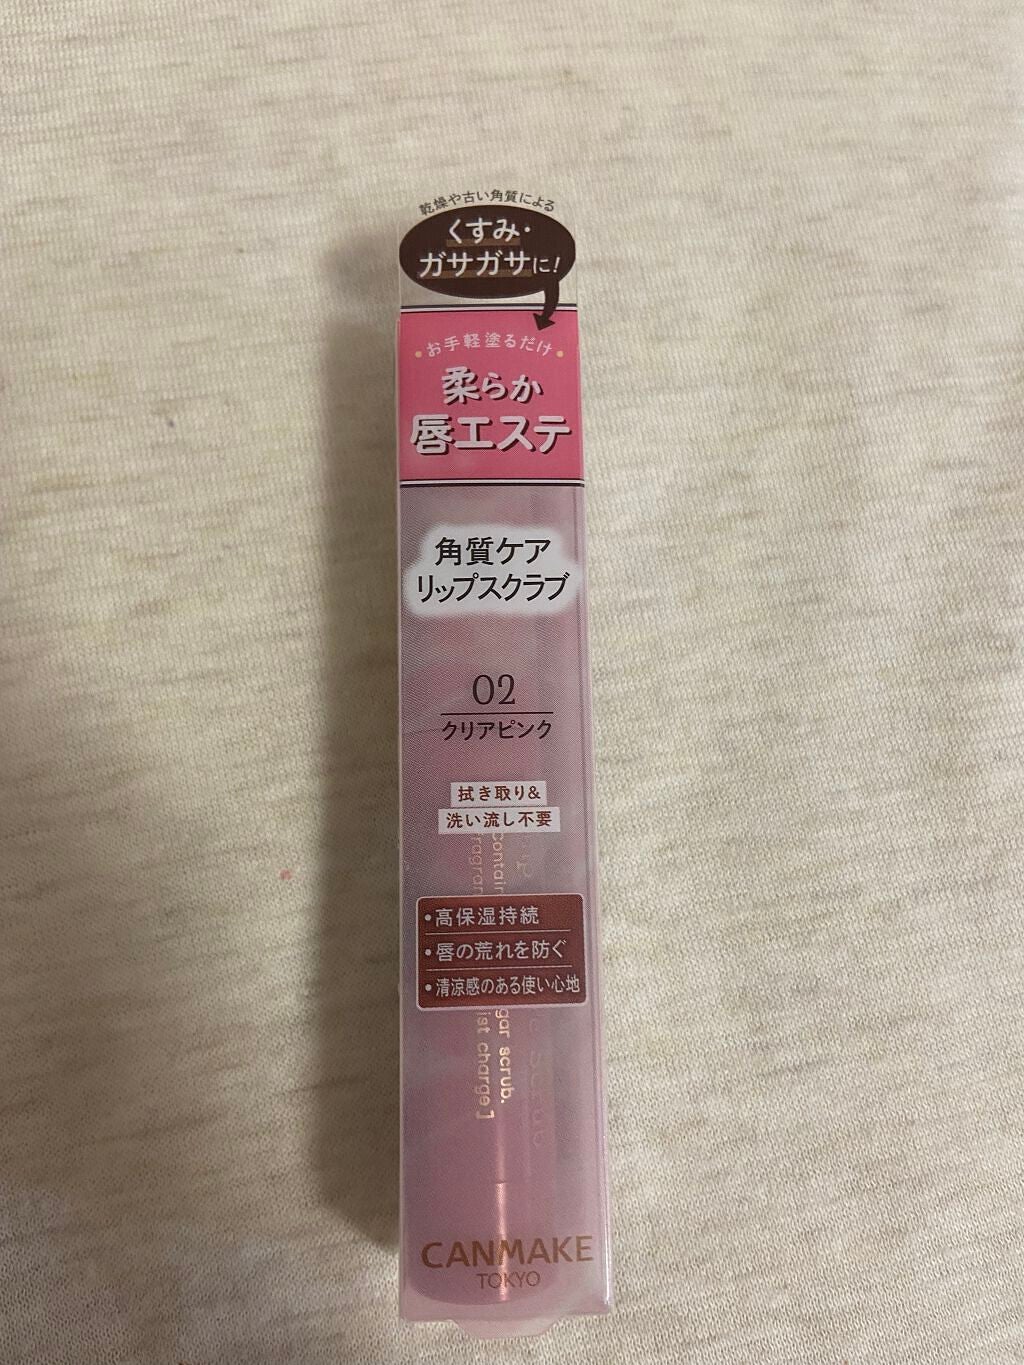 乾燥や古い角質による
くすみ・
ガサガサに!
お手軽塗るだけ
柔らか
唇エステ
角質ケア
リップスクラブ
02
クリアピンク
拭き取り&
洗い流し不要
・高保湿持続
・唇の荒れを防ぐ
・清涼感のある使い心地
scrub.
charge]
CANMAKE
TOKYO